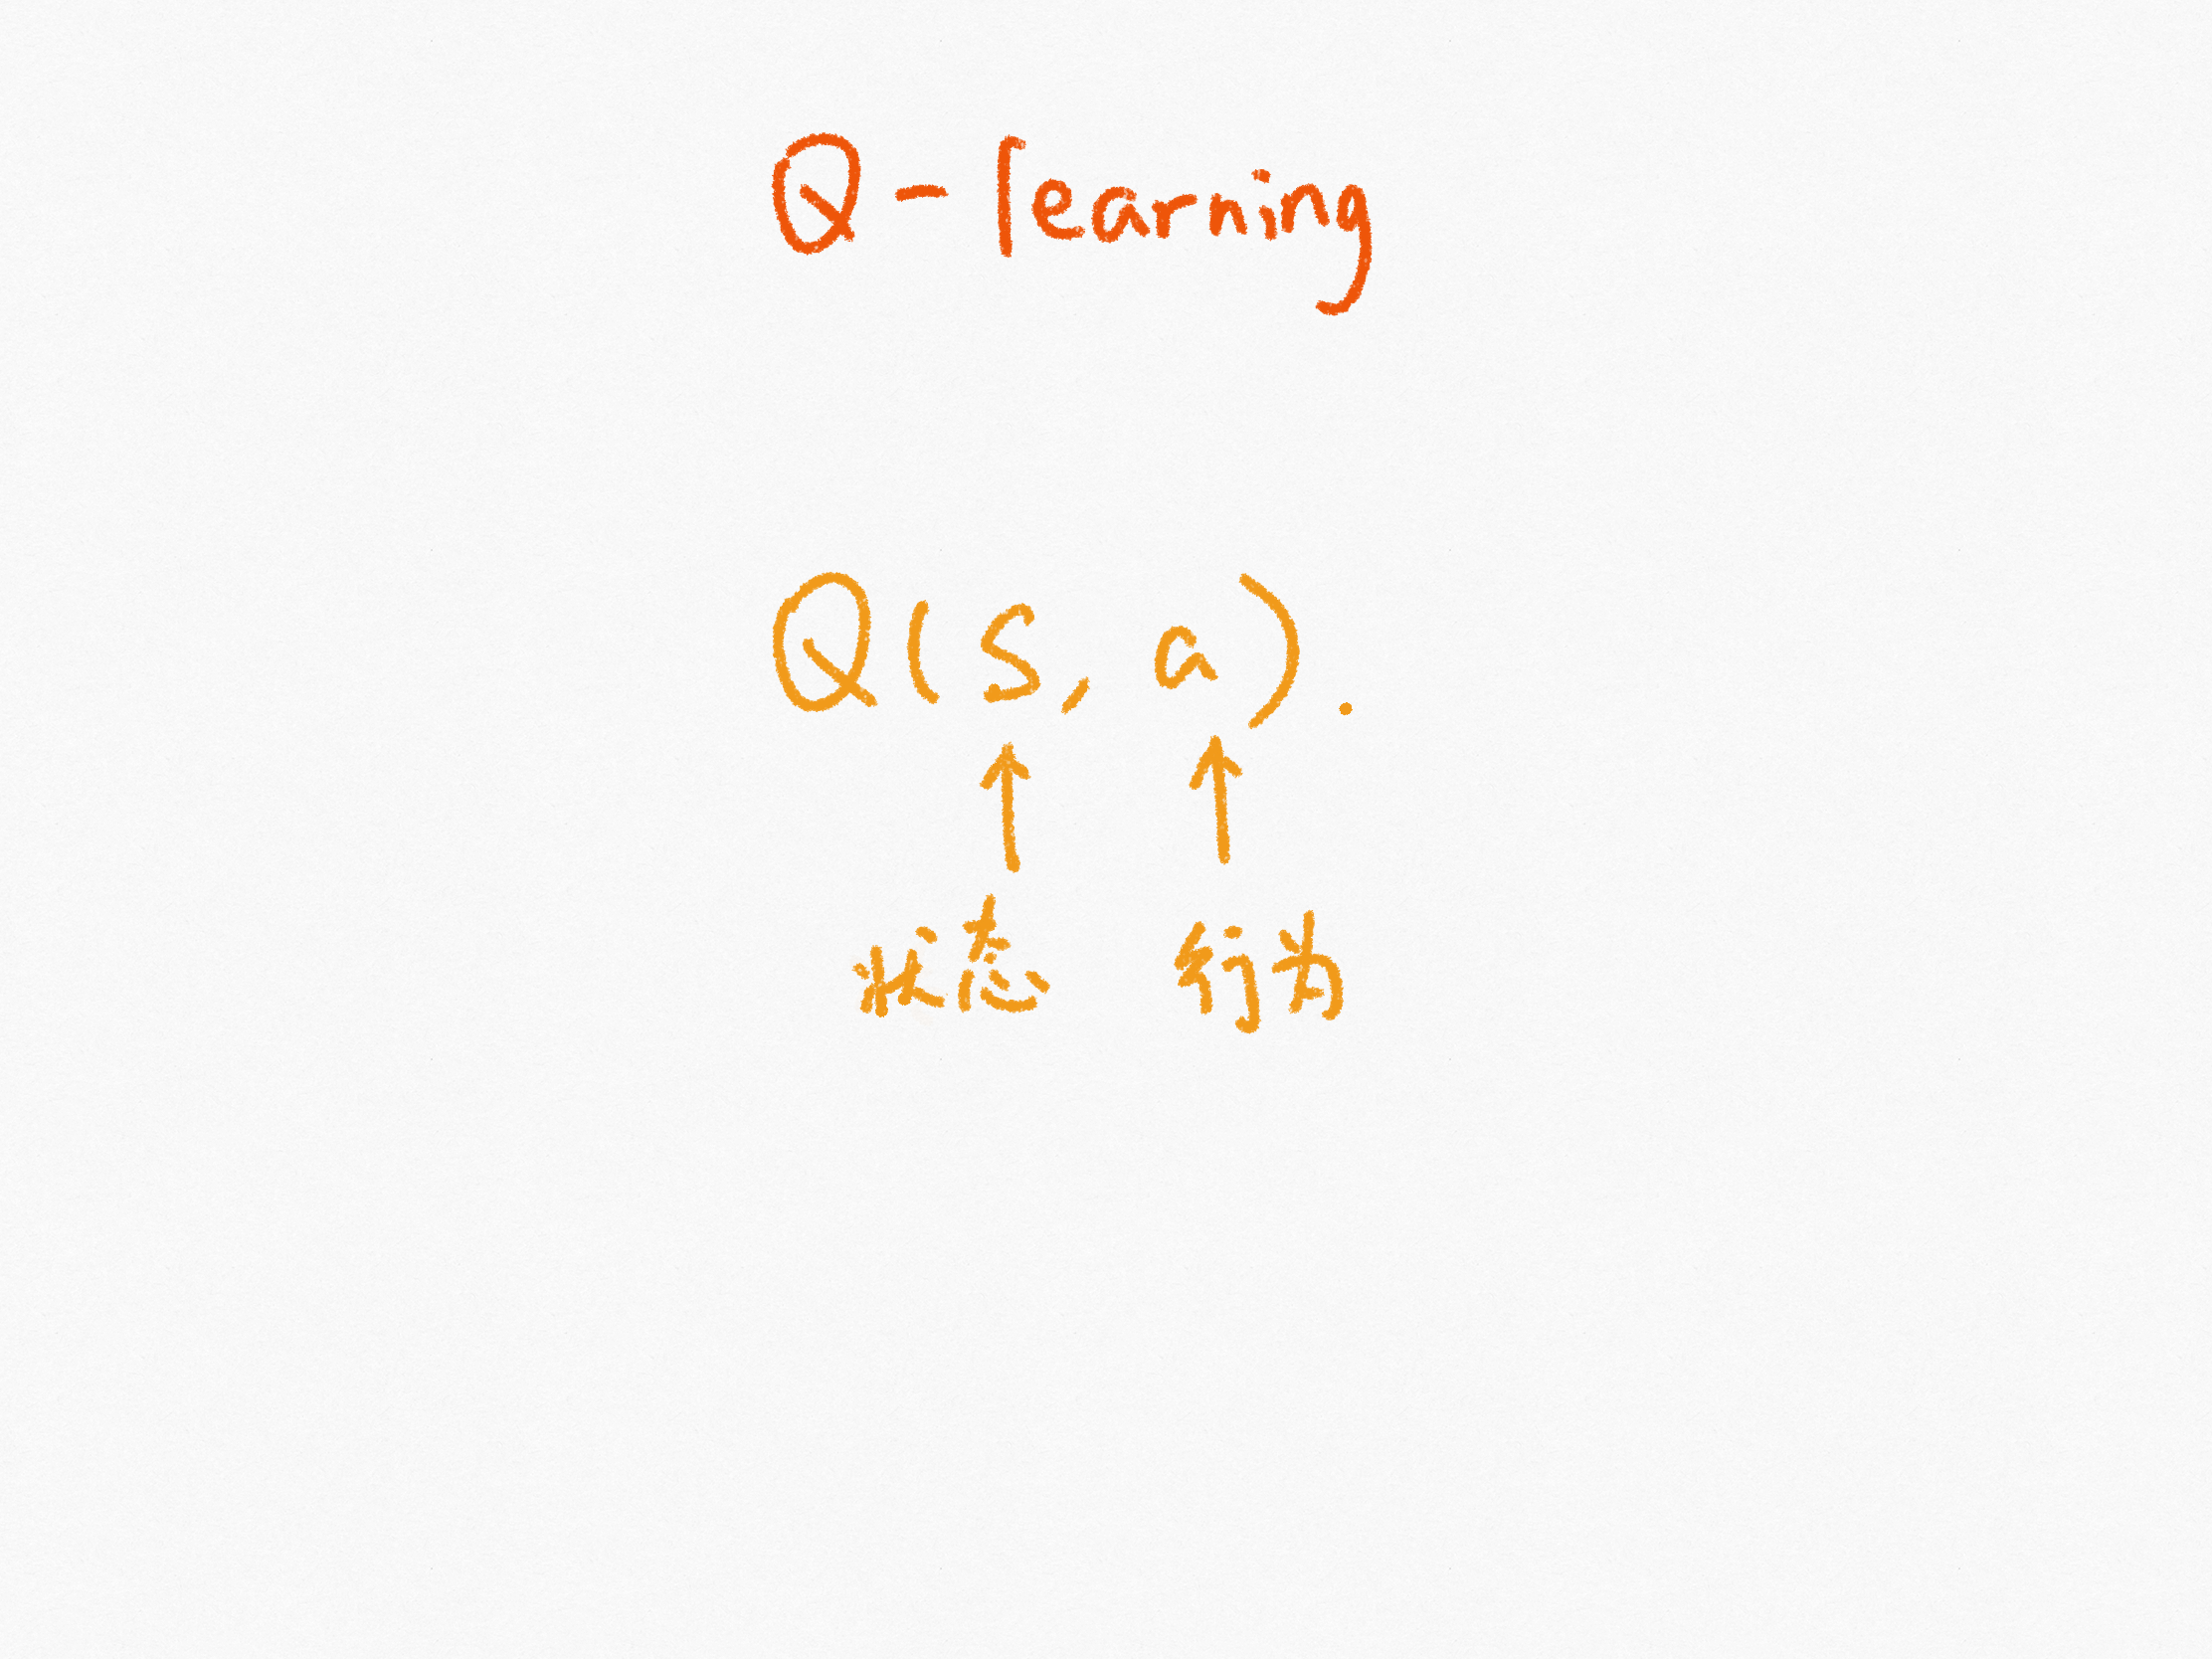 Q-learning
Q(s, a).
↑ ↑
状态 行为